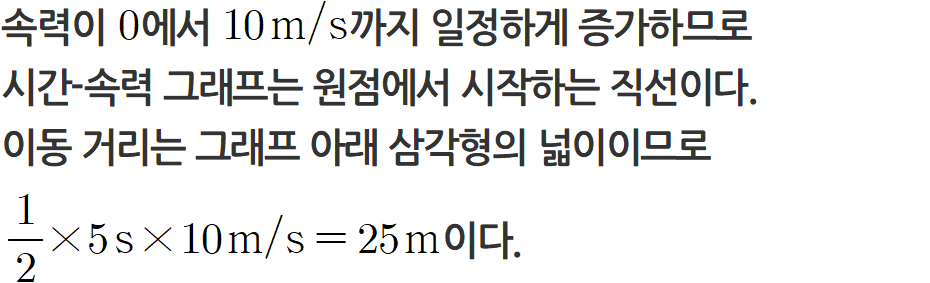 속력이 0에서 10 m/s까지 일정하게 증가하므로
시간-속력 그래프는 원점에서 시작하는 직선이다.
이동 거리는 그래프 아래 삼각형의 넓이이므로
1/2 × 5 s × 10 m/s = 25 m이다.